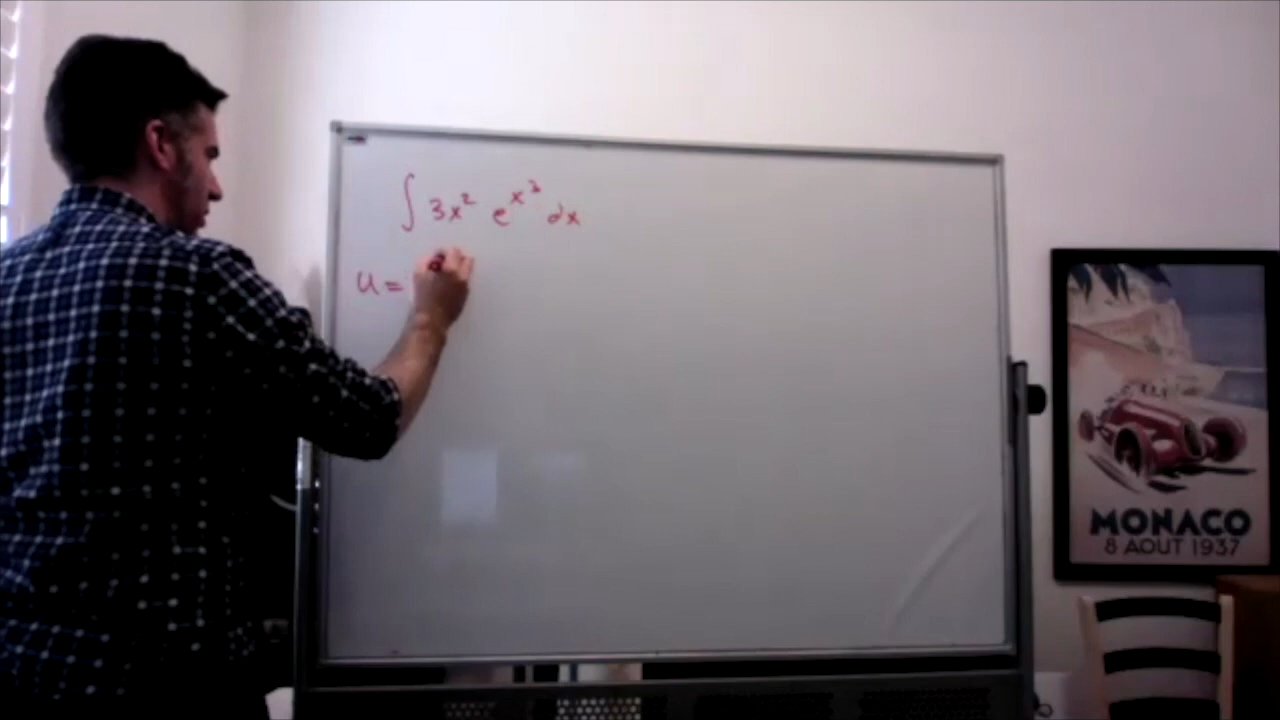 ∫ 3x² e^x³ dx
u =
MONACO
8 AOUT 1937